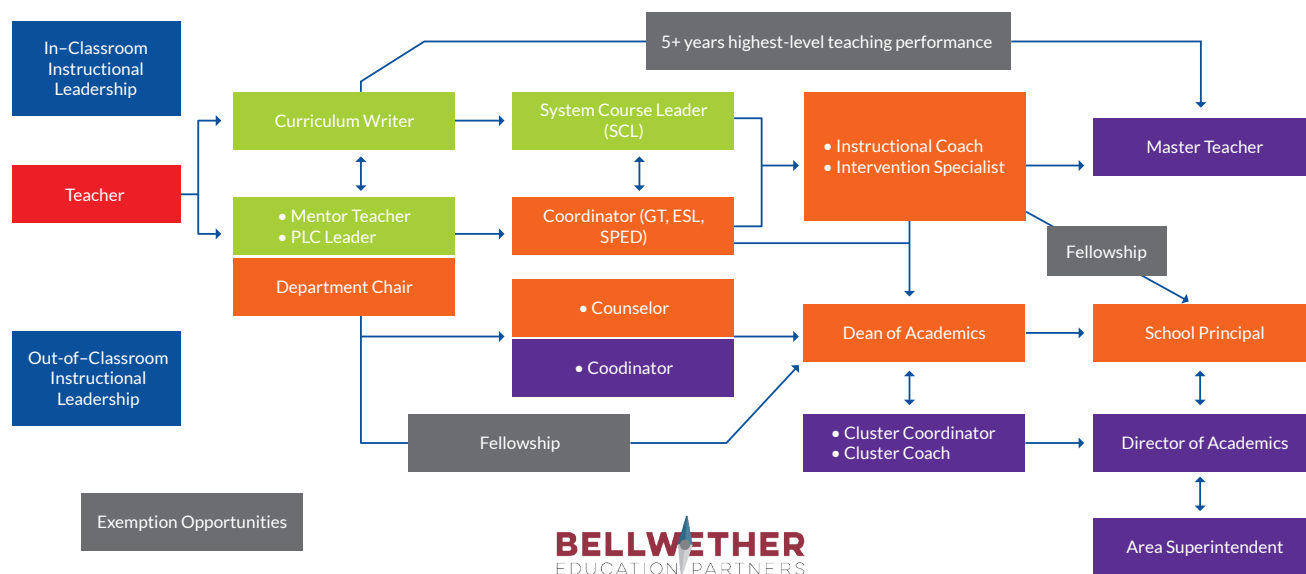 In–Classroom
Instructional
Leadership
5+ years highest-level teaching performance
Curriculum Writer
System Course Leader
(SCL)
• Instructional Coach
• Intervention Specialist
Master Teacher
Teacher
• Mentor Teacher
• PLC Leader
Coordinator (GT, ESL,
SPED)
Fellowship
Department Chair
• Counselor
Dean of Academics
School Principal
Out-of–Classroom
Instructional
Leadership
• Coodinator
Fellowship
• Cluster Coordinator
• Cluster Coach
Director of Academics
Exemption Opportunities
BELLWETHER
EDUCATION PARTNERS
Area Superintendent